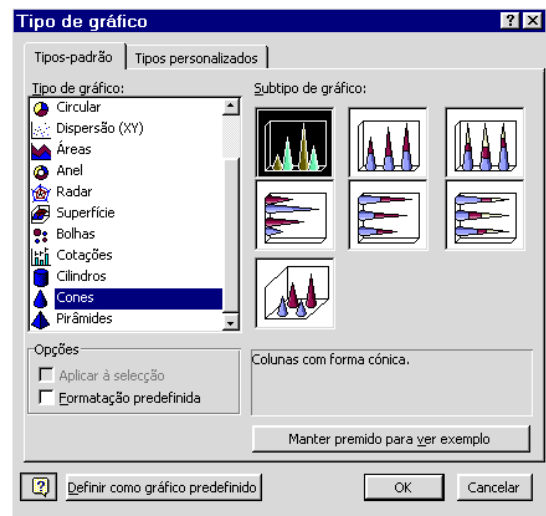 Tipo de gráfico
Tipos-padrão Tipos personalizados
Tipo de gráfico:
Circular
Dispersão (XY)
Áreas
Anel
Radar
Superfície
Bolhas
Cotações
Cilindros
Cones
Pirâmides
Subtipo de gráfico:
Opções
Aplicar à selecção
Formatação predefinida
Colunas com forma cónica.
Manter premido para ver exemplo
Definir como gráfico predefinido OK Cancelar